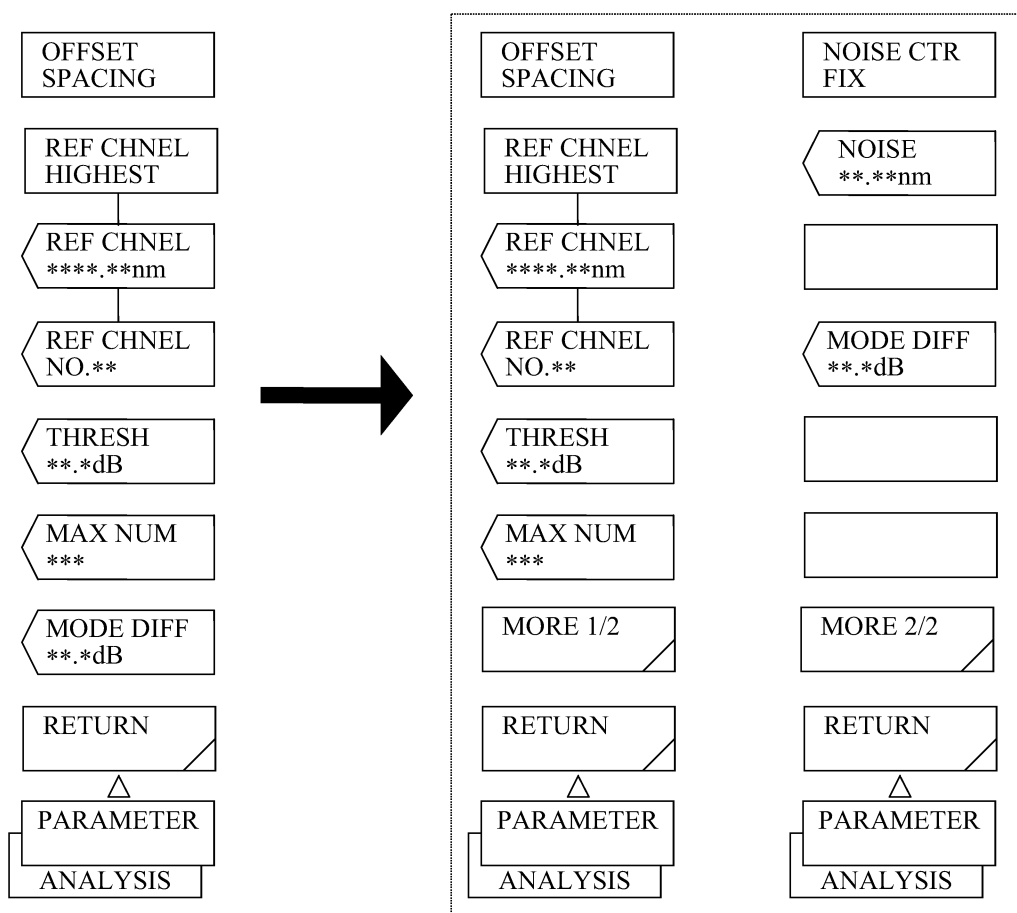 OFFSET
SPACING
REF CHNEL
HIGHEST
REF CHNEL
****.**nm
REF CHNEL
NO.**
THRESH
**.*dB
MAX NUM
***
MODE DIFF
**.*dB
RETURN
PARAMETER
ANALYSIS
OFFSET
SPACING
REF CHNEL
HIGHEST
REF CHNEL
****.**nm
REF CHNEL
NO.**
THRESH
**.*dB
MAX NUM
***
MORE 1/2
RETURN
PARAMETER
ANALYSIS
NOISE CTR
FIX
NOISE
**.**nm
MODE DIFF
**.*dB
MORE 2/2
RETURN
PARAMETER
ANALYSIS